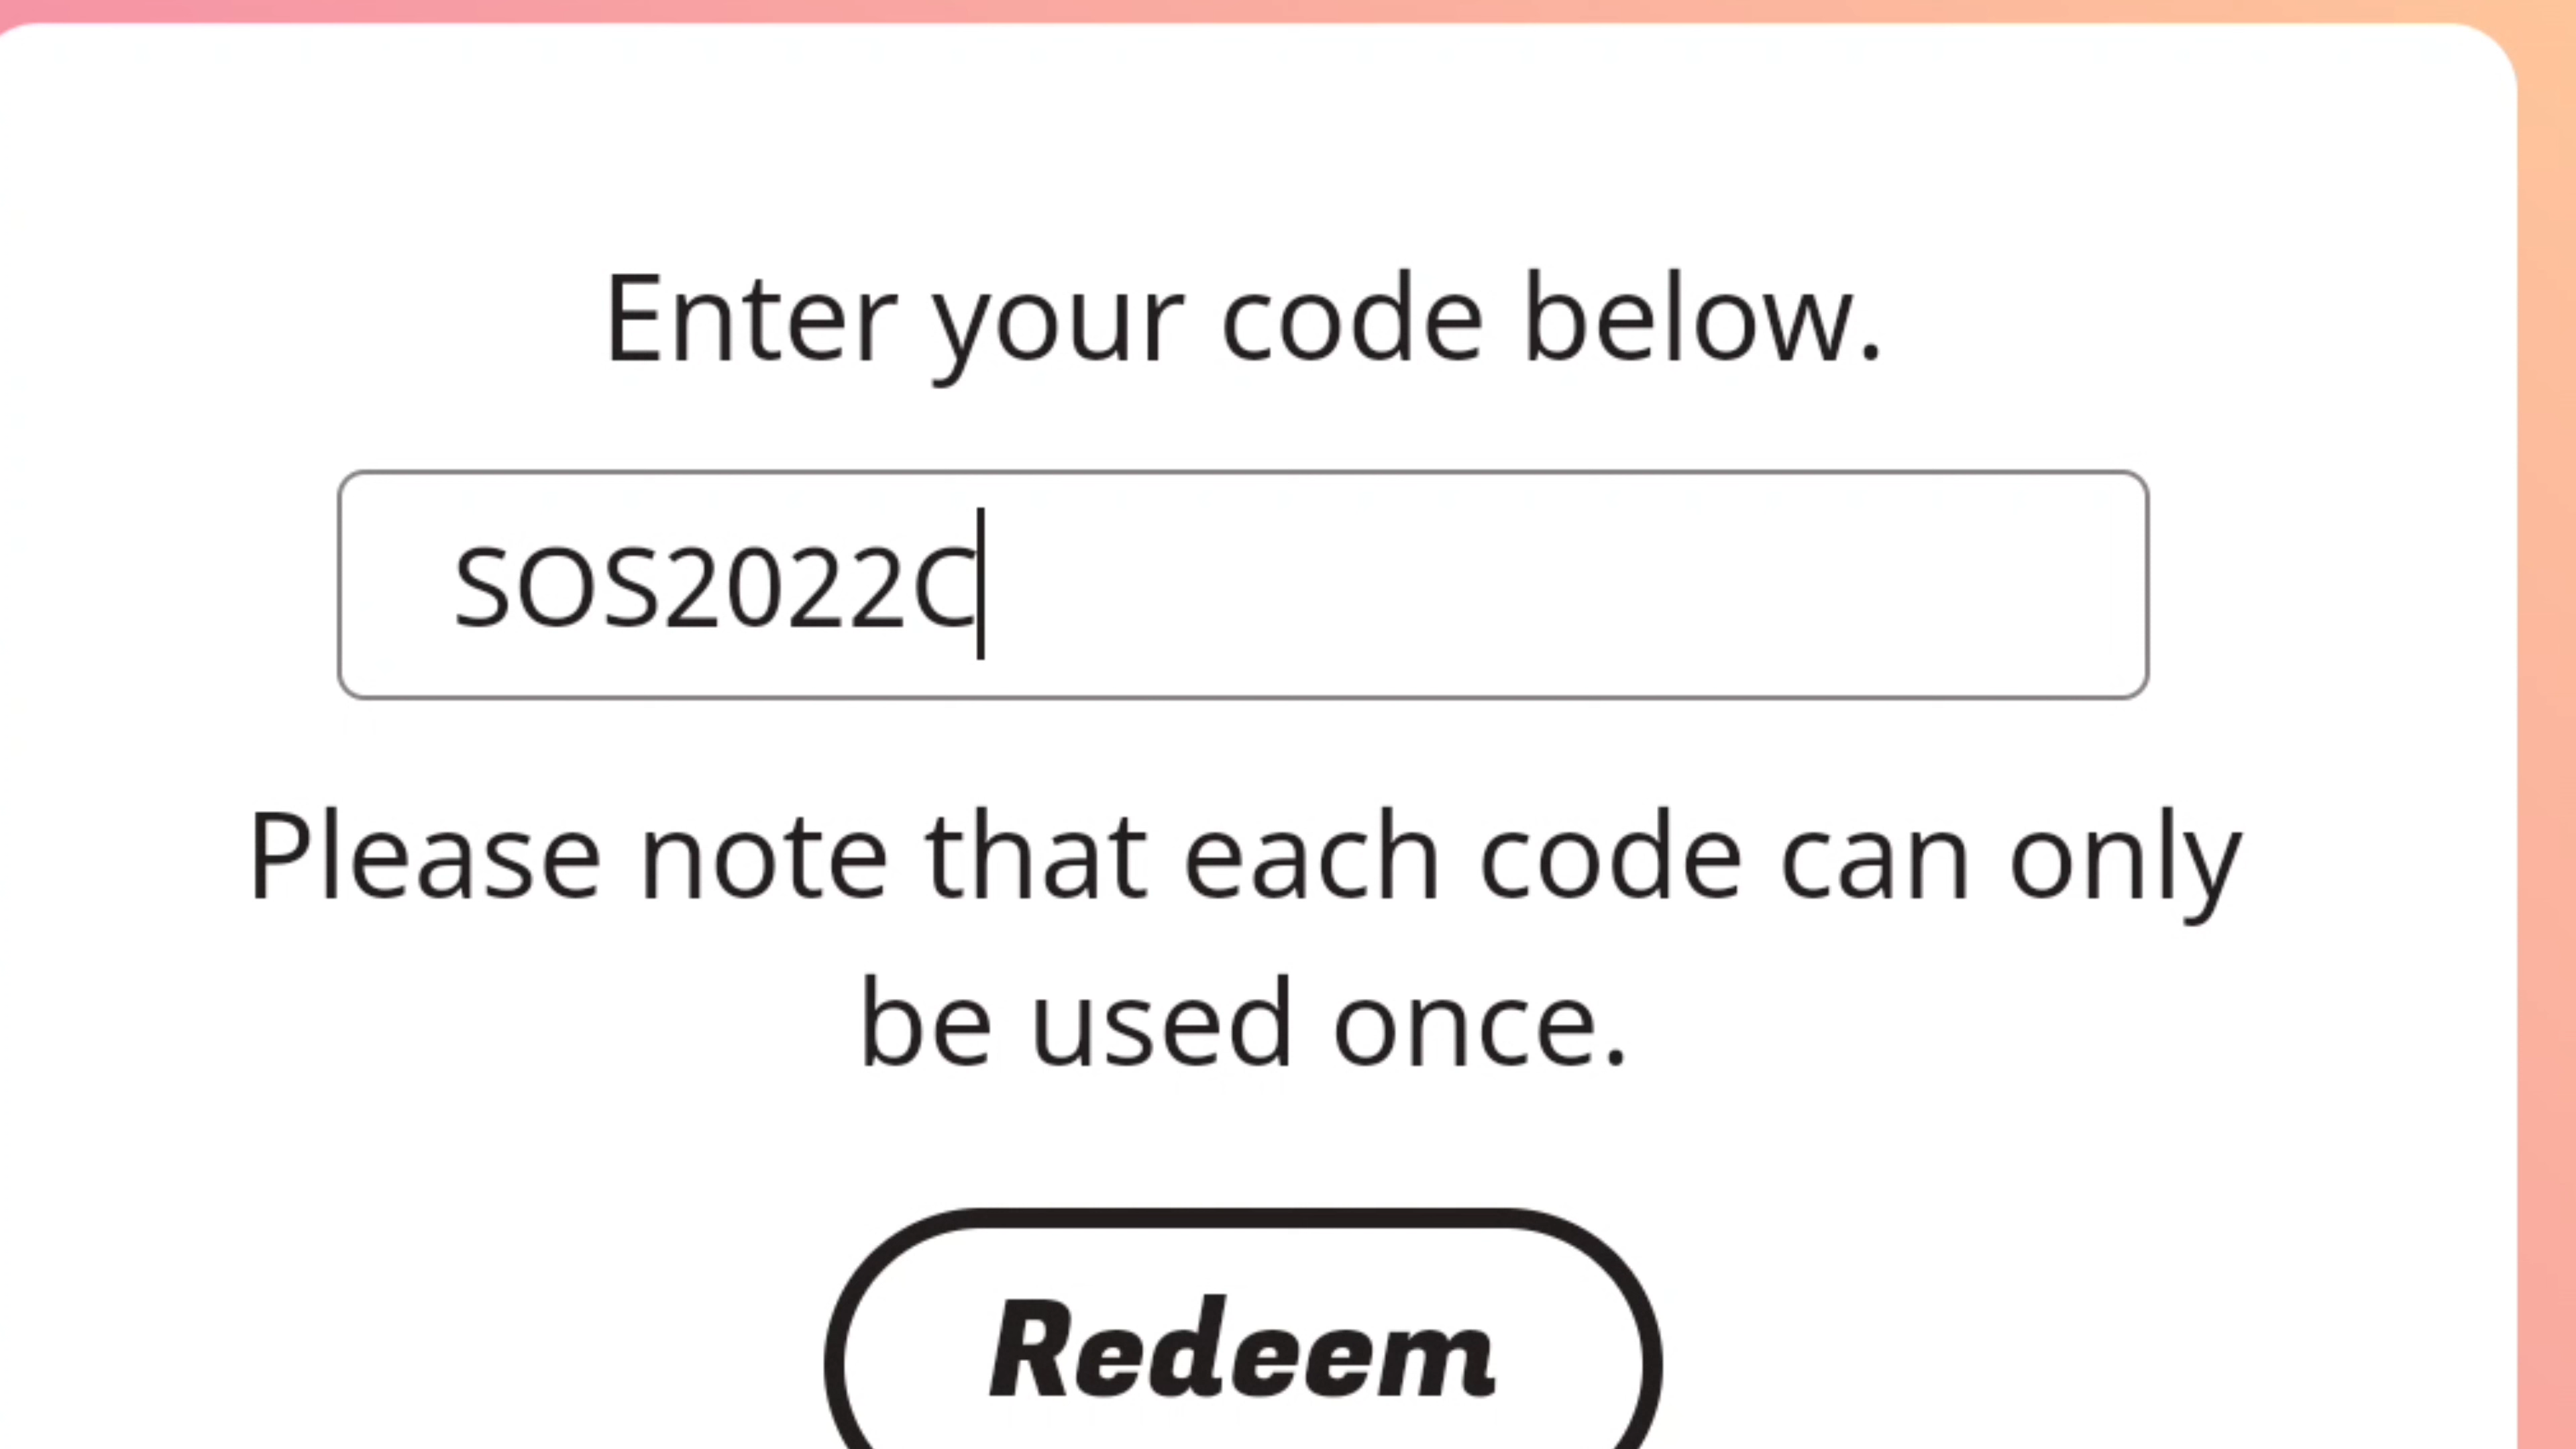 Enter your code below.
SOS2022C
Please note that each code can only
be used once.
Redeem